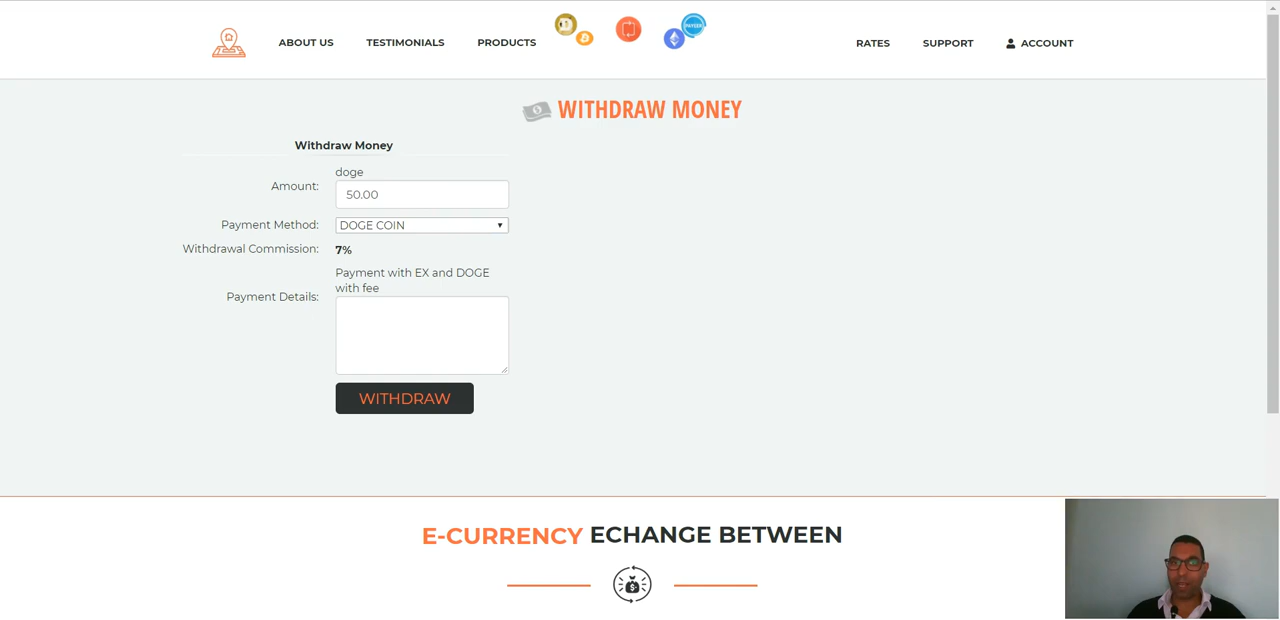 ABOUT US
TESTIMONIALS
PRODUCTS
PAYEER
RATES
SUPPORT
ACCOUNT
WITHDRAW MONEY
Withdraw Money
doge
Amount:
50.00
Payment Method:
DOGE COIN
Withdrawal Commission:
7%
Payment with EX and DOGE
with fee
Payment Details:
WITHDRAW
E-CURRENCY ECHANGE BETWEEN